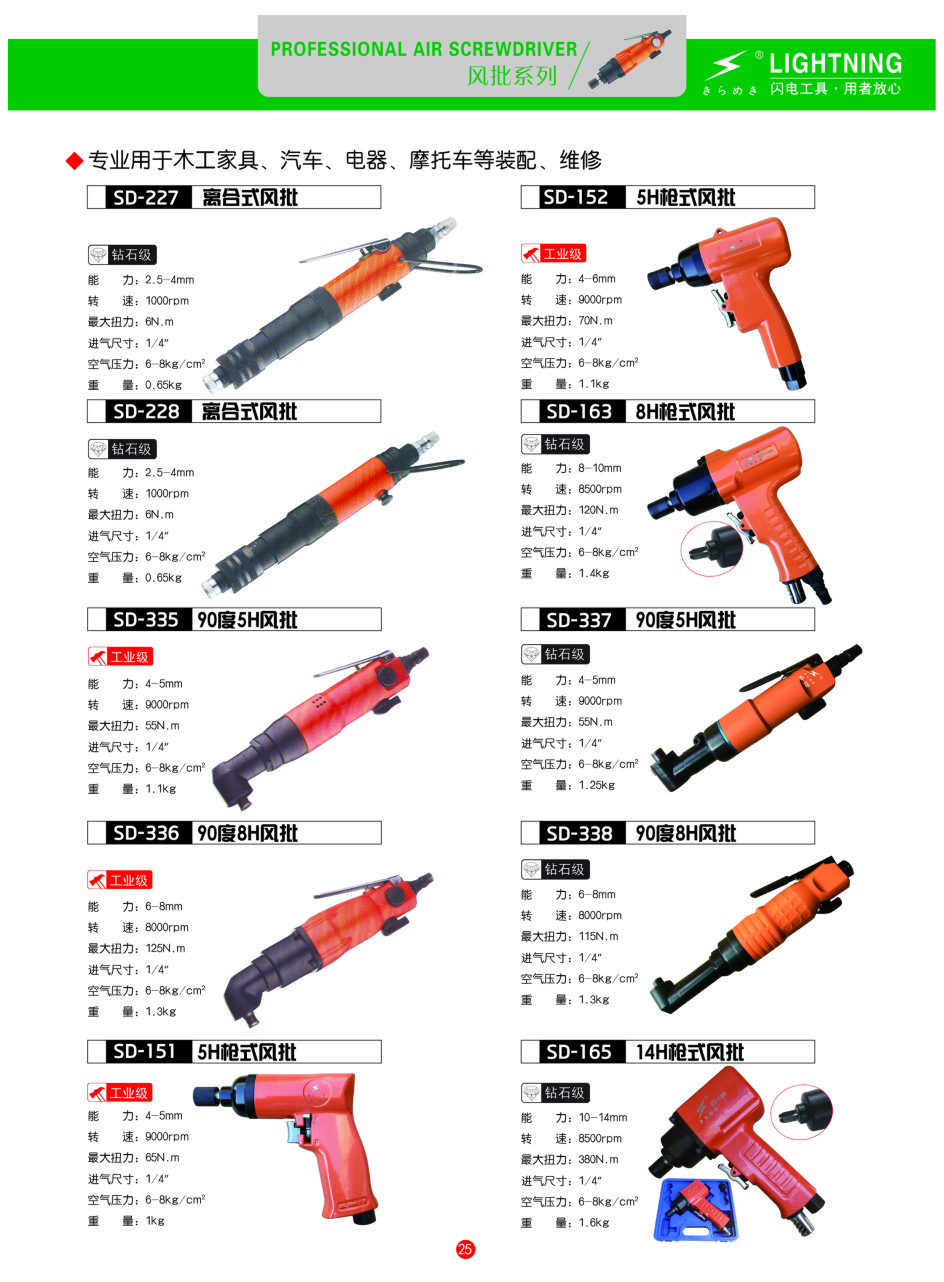 PROFESSIONAL AIR SCREWDRIVER
风批系列
® LIGHTNING
きらめき 闪电工具·用者放心
专业用于木工家具、汽车、电器、摩托车等装配、维修
SD-227 离合式风批
钻石级
能 力：2.5-4mm
转 速：1000rpm
最大扭力：6N.m
进气尺寸：1/4"
空气压力：6-8kg/cm²
重 量：0.65kg
SD-152 5H枪式风批
工业级
能 力：4-6mm
转 速：9000rpm
最大扭力：70N.m
进气尺寸：1/4"
空气压力：6-8kg/cm²
重 量：1.1kg
SD-228 离合式风批
钻石级
能 力：2.5-4mm
转 速：1000rpm
最大扭力：6N.m
进气尺寸：1/4"
空气压力：6-8kg/cm²
重 量：0.65kg
SD-163 8H枪式风批
钻石级
能 力：8-10mm
转 速：8500rpm
最大扭力：120N.m
进气尺寸：1/4"
空气压力：6-8kg/cm²
重 量：1.4kg
SD-335 90度5H风批
工业级
能 力：4-5mm
转 速：9000rpm
最大扭力：55N.m
进气尺寸：1/4"
空气压力：6-8kg/cm²
重 量：1.1kg
SD-337 90度5H风批
钻石级
能 力：4-5mm
转 速：9000rpm
最大扭力：55N.m
进气尺寸：1/4"
空气压力：6-8kg/cm²
重 量：1.25kg
SD-336 90度8H风批
工业级
能 力：6-8mm
转 速：8000rpm
最大扭力：125N.m
进气尺寸：1/4"
空气压力：6-8kg/cm²
重 量：1.3kg
SD-338 90度8H风批
钻石级
能 力：6-8mm
转 速：8000rpm
最大扭力：115N.m
进气尺寸：1/4"
空气压力：6-8kg/cm²
重 量：1.3kg
SD-151 5H枪式风批
工业级
能 力：4-5mm
转 速：9000rpm
最大扭力：65N.m
进气尺寸：1/4"
空气压力：6-8kg/cm²
重 量：1kg
SD-165 14H枪式风批
钻石级
能 力：10-14mm
转 速：8500rpm
最大扭力：380N.m
进气尺寸：1/4"
空气压力：6-8kg/cm²
重 量：1.6kg
25